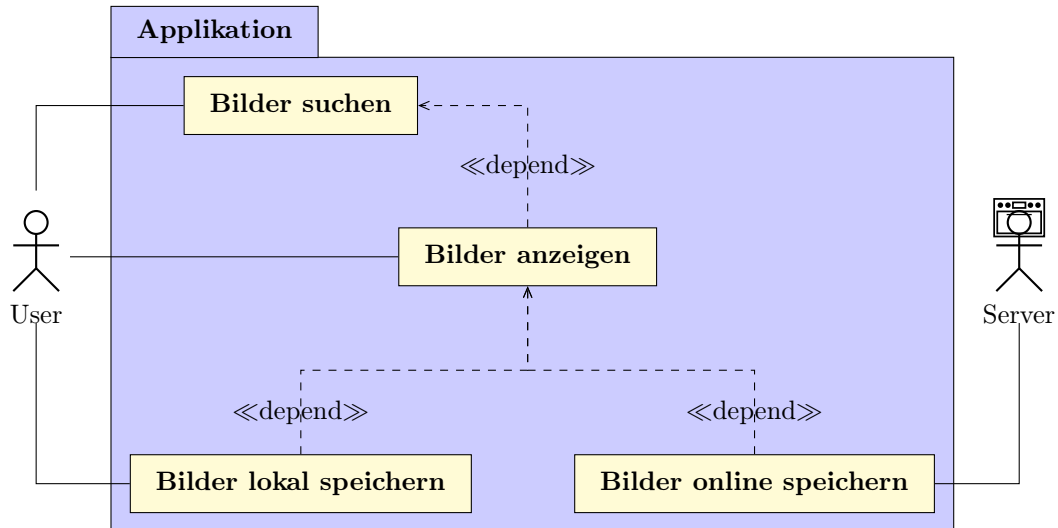 Applikation
Bilder suchen
≪depend≫
Bilder anzeigen
User
Server
≪depend≫
≪depend≫
Bilder lokal speichern
Bilder online speichern